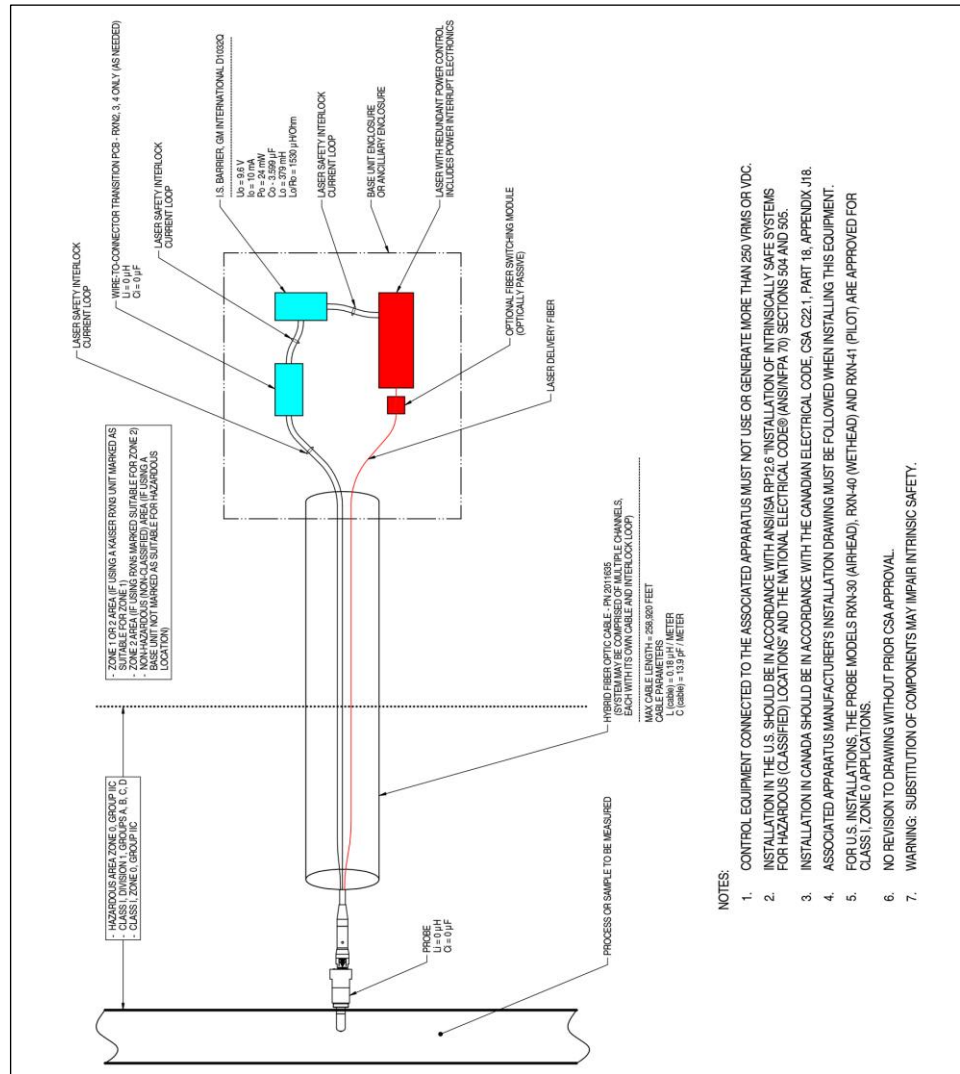 - HAZARDOUS AREA ZONE 0, GROUP IIC
- CLASS I, DIVISION 1, GROUPS A, B, C, D
- CLASS I, ZONE 0, GROUP IIC
- ZONE 1 OR 2 AREA (IF USING A KAISER RXN3 UNIT MARKED AS
SUITABLE FOR ZONE 1)
- ZONE 2 AREA (IF USING RXN5 MARKED SUITABLE FOR ZONE 2)
- NON-HAZARDOUS (NON-CLASSIFIED) AREA (IF USING A
BASE UNIT NOT MARKED AS SUITABLE FOR HAZARDOUS
LOCATION)
LASER SAFETY INTERLOCK
CURRENT LOOP
WIRE-TO-CONNECTOR TRANSITION PCB - RXN2, 3, 4 ONLY (AS NEEDED)
Li = 0 µH
Ci = 0 µF
LASER SAFETY INTERLOCK
CURRENT LOOP
I.S. BARRIER, GM INTERNATIONAL D1032Q
Uo = 9.6 V
Io = 10 mA
Po = 24 mW
Co - 3.599 µF
Lo = 379 mH
Lo/Ro = 1530 µH/Ohm
LASER SAFETY INTERLOCK
CURRENT LOOP
BASE UNIT ENCLOSURE
OR ANCILLIARY ENCLOSURE
LASER WITH REDUNDANT POWER CONTROL
INCLUDES POWER INTERRUPT ELECTRONICS
OPTIONAL FIBER SWITCHING MODULE
(OPTICALLY PASSIVE)
LASER DELIVERY FIBER
HYBRID FIBER OPTIC CABLE - PN 2011635
(SYSTEM MAY BE COMPRISED OF MULTIPLE CHANNELS,
EACH WITH ITS OWN CABLE AND INTERLOCK LOOP)
MAX CABLE LENGTH = 258,920 FEET
CABLE PARAMETERS
L (cable) = 0.18 µH / METER
C (cable) = 13.9 pF / METER
PROBE
Li = 0 µH
Ci = 0 µF
PROCESS OR SAMPLE TO BE MEASURED
NOTES:
1. CONTROL EQUIPMENT CONNECTED TO THE ASSOCIATED APPARATUS MUST NOT USE OR GENERATE MORE THAN 250 VRMS OR VDC.
2. INSTALLATION IN THE U.S. SHOULD BE IN ACCORDANCE WITH ANSI/ISA RP12.6 "INSTALLATION OF INTRINSICALLY SAFE SYSTEMS
FOR HAZARDOUS (CLASSIFIED) LOCATIONS" AND THE NATIONAL ELECTRICAL CODE® (ANSI/NFPA 70) SECTIONS 504 AND 505.
3. INSTALLATION IN CANADA SHOULD BE IN ACCORDANCE WITH THE CANADIAN ELECTRICAL CODE, CSA C22.1, PART 18, APPENDIX J18.
4. ASSOCIATED APPARATUS MANUFACTURER'S INSTALLATION DRAWING MUST BE FOLLOWED WHEN INSTALLING THIS EQUIPMENT.
5. FOR U.S. INSTALLATIONS, THE PROBE MODELS RXN-30 (AIRHEAD), RXN-40 (WETHEAD) AND RXN-41 (PILOT) ARE APPROVED FOR
CLASS I, ZONE 0 APPLICATIONS.
6. NO REVISION TO DRAWING WITHOUT PRIOR CSA APPROVAL.
7. WARNING: SUBSTITUTION OF COMPONENTS MAY IMPAIR INTRINSIC SAFETY.